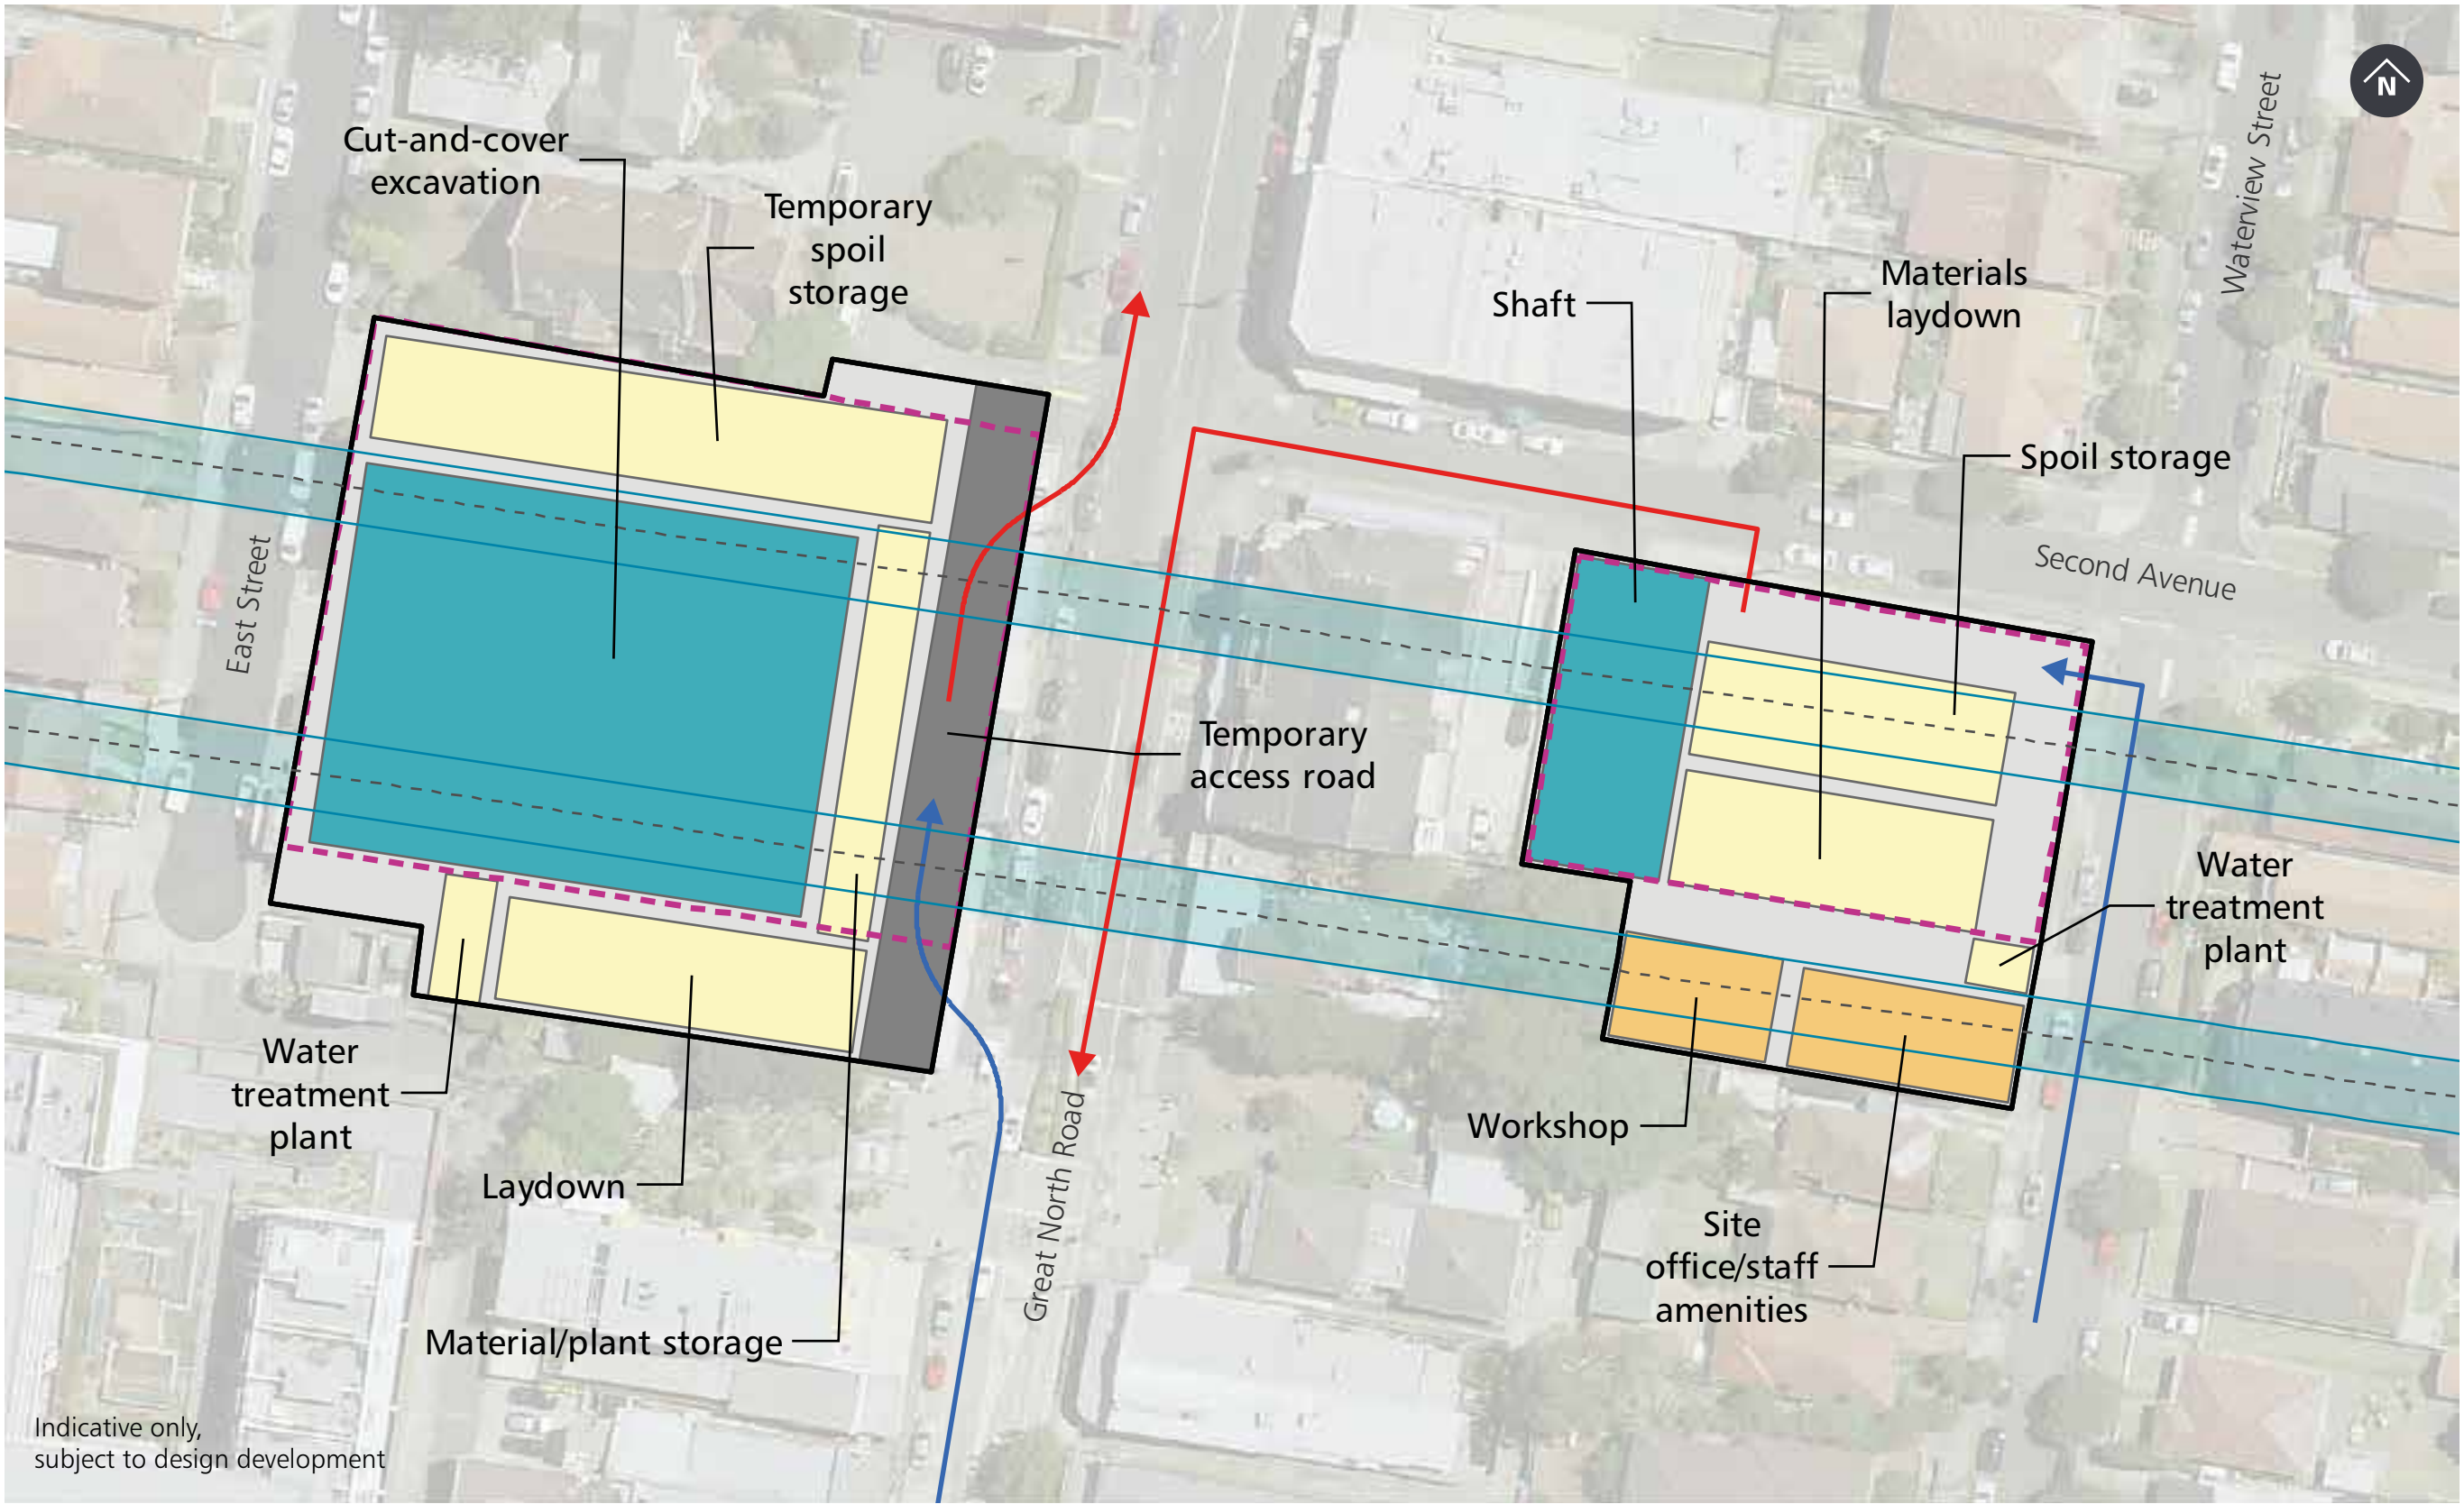 N
Waterview Street
Cut-and-cover
excavation
Temporary
spoil
storage
Shaft
Materials
laydown
Spoil storage
Second Avenue
East Street
Temporary
access road
Water
treatment
plant
Water
treatment
plant
Laydown
Workshop
Great North Road
Site
office/staff
amenities
Material/plant storage
Indicative only,
subject to design development